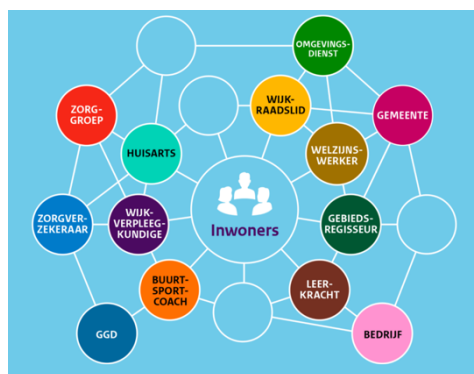 OMGEVINGS-
DIENST
WIJK-
RAADSLID
ZORG-
GROEP
GEMEENTE
HUISARTS
WELZIJNS-
WERKER
ZORGVER-
ZEKERAAR
WIJK-
VERPLEEG-
KUNDIGE
Inwoners
GEBIEDS-
REGISSEUR
BUURT-
SPORT-
COACH
LEER-
KRACHT
GGD
BEDRIJF